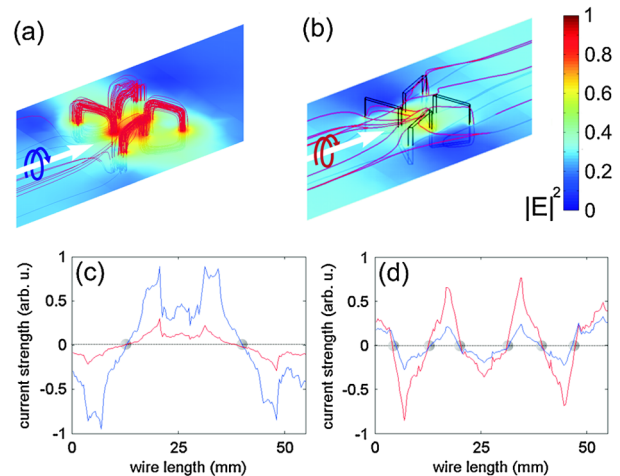 (a)
(b)
1
0.8
0.6
0.4
0.2
0
|E|²
(c)
current strength (arb. u.)
1
0.5
0
-0.5
-1
0
25
50
wire length (mm)
(d)
current strength (arb. u.)
1
0.5
0
-0.5
-1
0
25
50
wire length (mm)